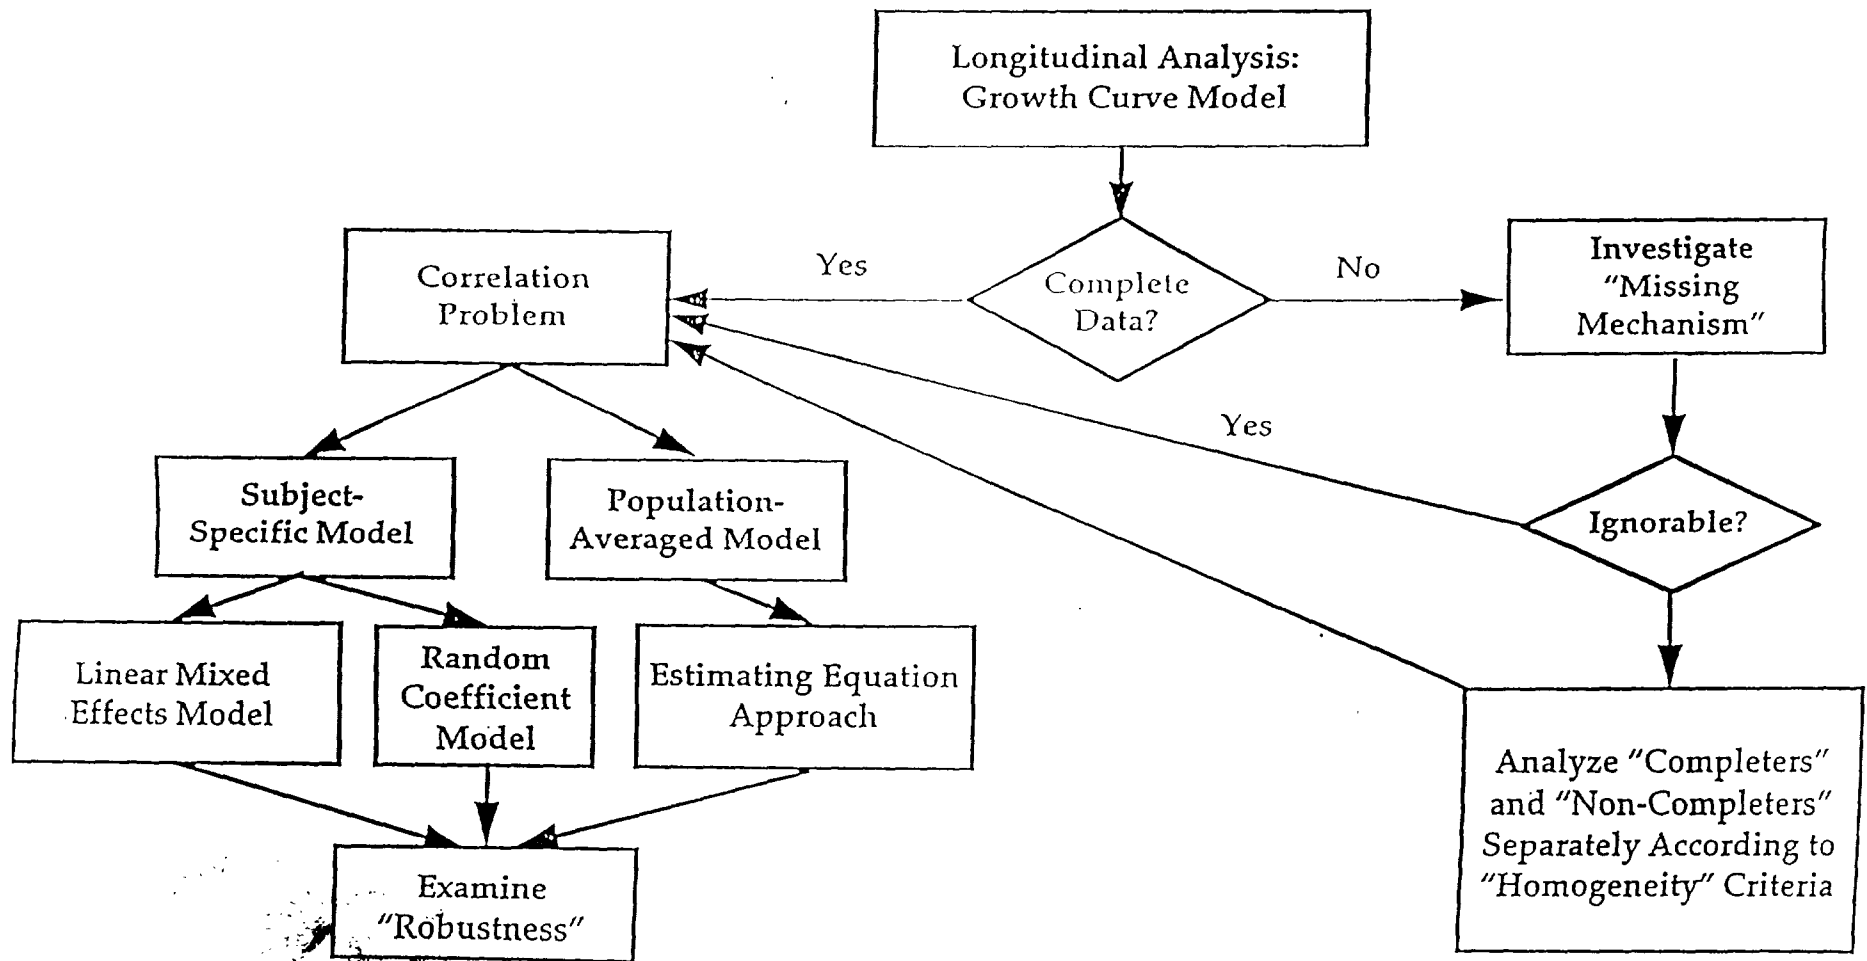 Longitudinal Analysis:
Growth Curve Model
Yes
Complete
Data?
No
Investigate
"Missing
Mechanism"
Correlation
Problem
Yes
Ignorable?
Subject-
Specific Model
Population-
Averaged Model
Linear Mixed
Effects Model
Random
Coefficient
Model
Estimating Equation
Approach
Analyze "Completers"
and "Non-Completers"
Separately According to
"Homogeneity" Criteria
Examine
"Robustness"